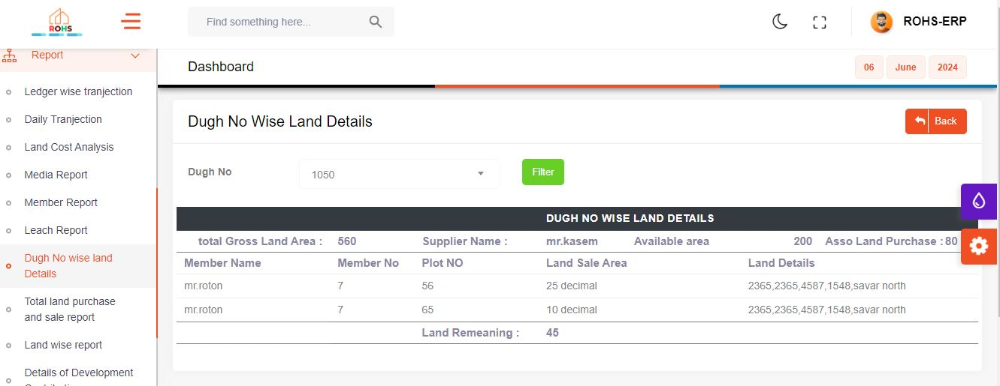 ROHS
Find something here...
ROHS-ERP
Report
Dashboard
06 June 2024
Ledger wise tranjection
Daily Tranjection
Land Cost Analysis
Media Report
Member Report
Leach Report
Dugh No wise land
Details
Total land purchase
and sale report
Land wise report
Details of Development
Dugh No Wise Land Details
Back
Dugh No
1050
Filter
DUGH NO WISE LAND DETAILS
total Gross Land Area : 560 Supplier Name : mr.kasem Available area 200 Asso Land Purchase : 80
Member Name Member No Plot NO Land Sale Area Land Details
mr.roton 7 56 25 decimal 2365,2365,4587,1548,savar north
mr.roton 7 65 10 decimal 2365,2365,4587,1548,savar north
Land Remeaning : 45